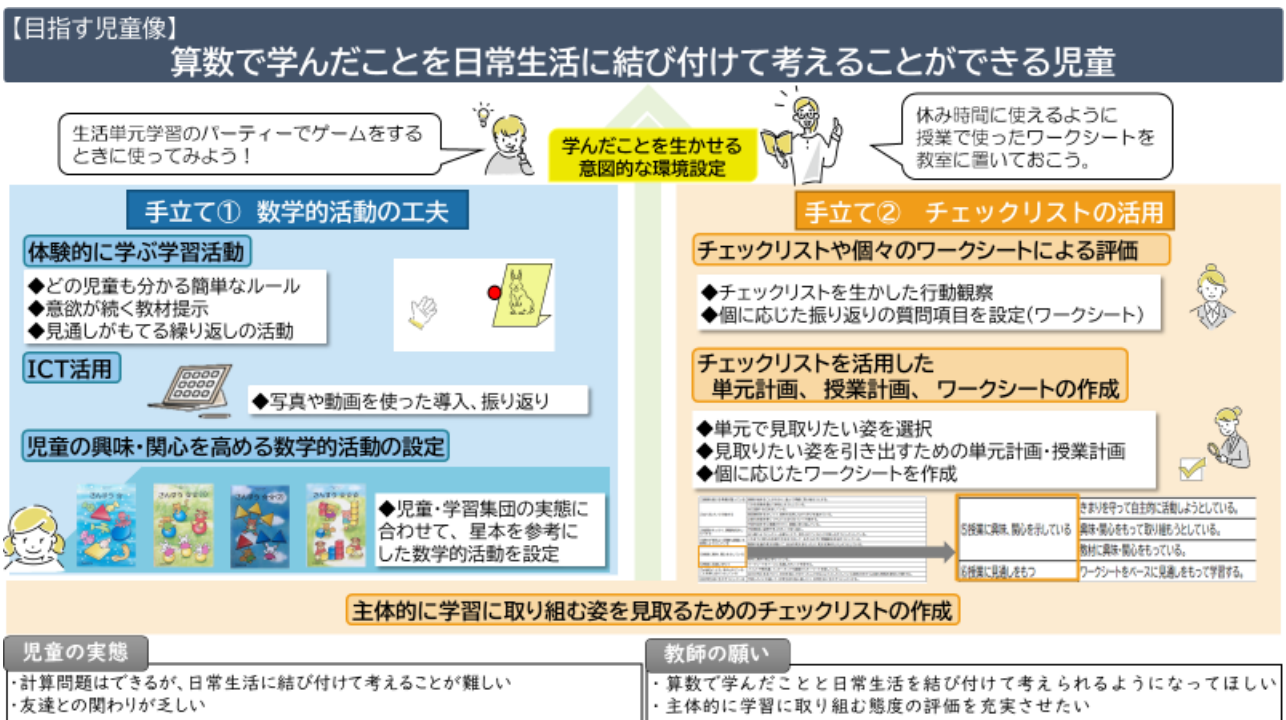 【目指す児童像】
算数で学んだことを日常生活に結び付けて考えることができる児童
生活単元学習のパーティーでゲームをする
ときに使ってみよう！
学んだことを生かせる
意図的な環境設定
休み時間に使えるように
授業で使ったワークシートを
教室に置いておこう。
手立て① 数学的活動の工夫
体験的に学ぶ学習活動
◆どの児童も分かる簡単なルール
◆意欲が続く教材提示
◆見通しがもてる繰り返しの活動
ICT活用
◆写真や動画を使った導入、振り返り
児童の興味・関心を高める数学的活動の設定
さんすう
さんすう
さんすう
さんすう
◆児童・学習集団の実態に
合わせて、星本を参考に
した数学的活動を設定
手立て② チェックリストの活用
チェックリストや個々のワークシートによる評価
◆チェックリストを生かした行動観察
◆個に応じた振り返りの質問項目を設定(ワークシート)
チェックリストを活用した
単元計画、授業計画、ワークシートの作成
◆単元で見取りたい姿を選択
◆見取りたい姿を引き出すための単元計画・授業計画
◆個に応じたワークシートを作成
⑤授業に興味、関心を示している
きまりを守って自主的に活動しようとしている。
興味・関心をもって取り組もうとしている。
教材に興味・関心をもっている。
⑥授業に見通しをもつ
ワークシートをベースに見通しをもって学習する。
主体的に学習に取り組む姿を見取るためのチェックリストの作成
児童の実態
・計算問題はできるが、日常生活に結び付けて考えることが難しい
・友達との関わりが乏しい
教師の願い
・算数で学んだことと日常生活を結び付けて考えられるようになってほしい
・主体的に学習に取り組む態度の評価を充実させたい